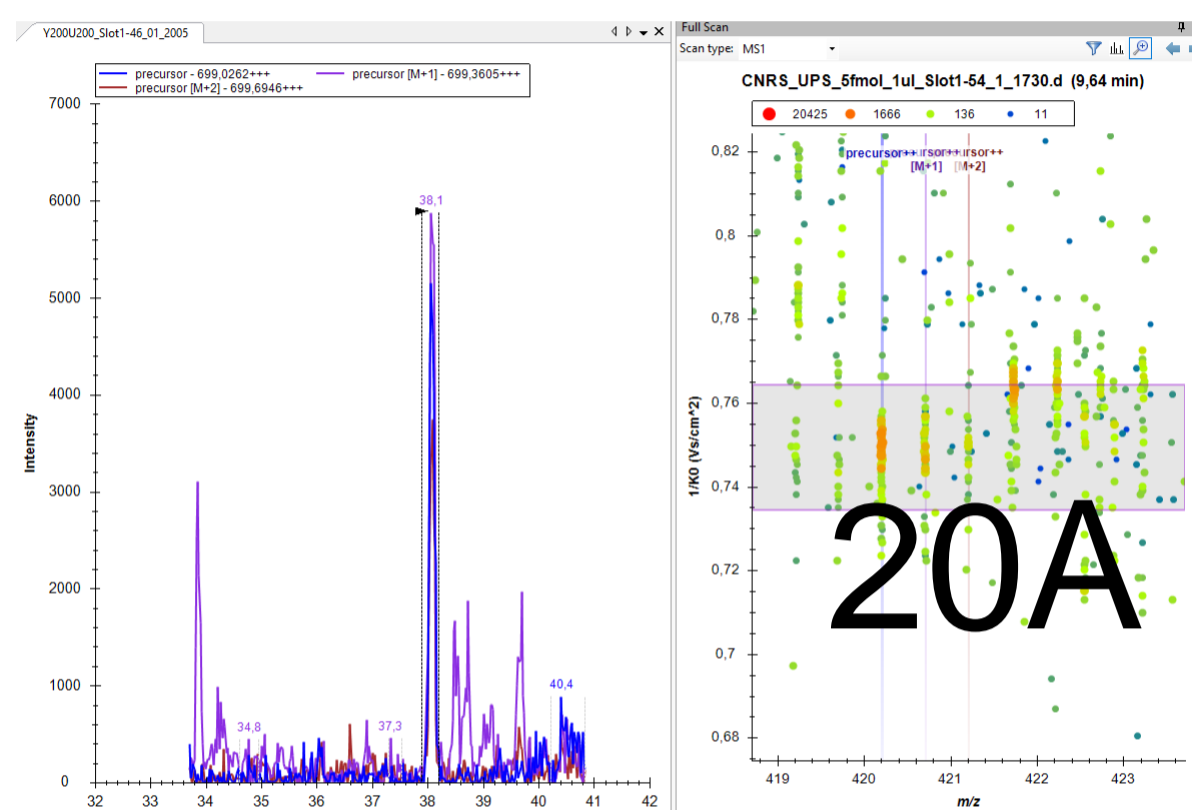 Y200U200_Slot1-46_01_2005
precursor - 699,0262+++
precursor [M+1] - 699,3605+++
precursor [M+2] - 699,6946+++
7000
6000
5000
4000
3000
2000
1000
0
Intensity
38,1
34,8
37,3
40,4
32 33 34 35 36 37 38 39 40 41 42
Full Scan
Scan type: MS1
CNRS_UPS_5fmol_1ul_Slot1-54_1_1730.d (9,64 min)
20425 1666 136 11
precursor++ ursor++ ursor++
[M+1] [M+2]
0,82
0,8
0,78
0,76
0,74
0,72
0,7
0,68
1/K0 (Vs/cm^2)
20A
419 420 421 422 423
m/z